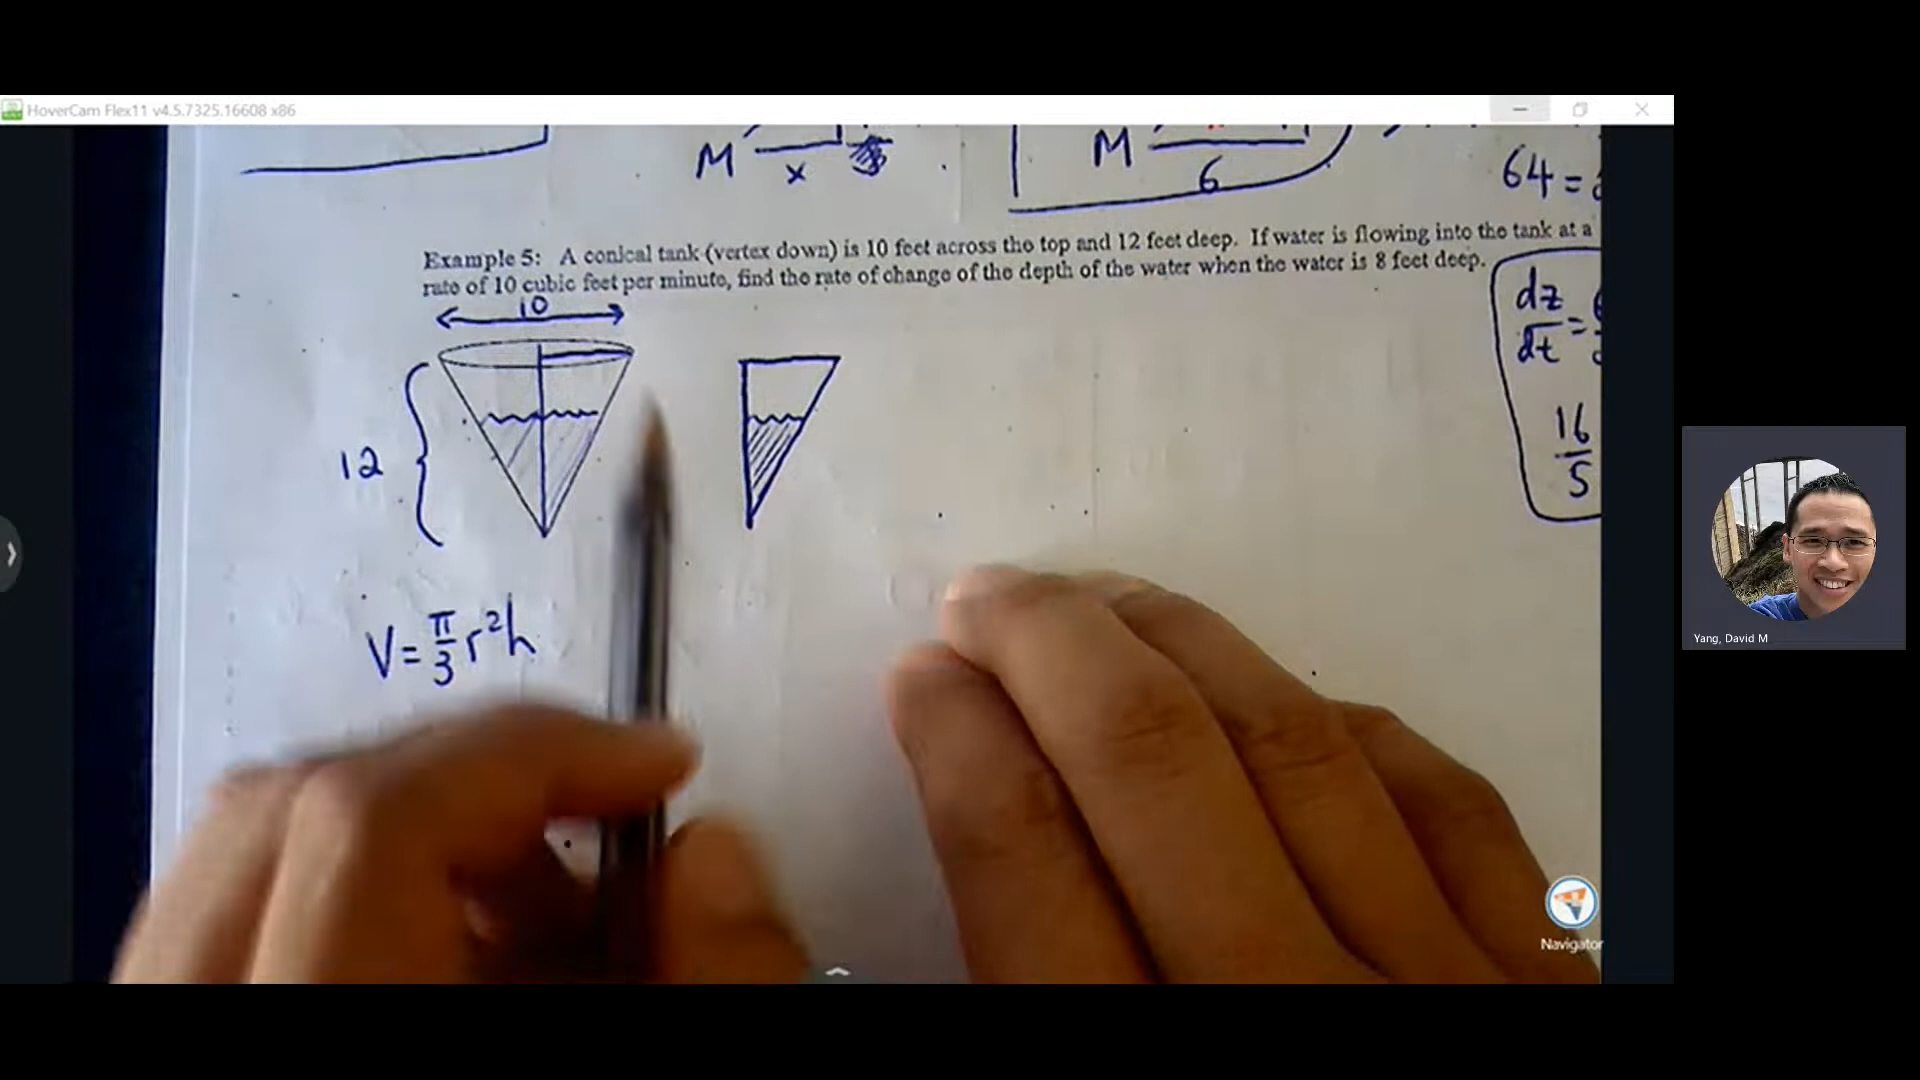 HoverCam Flex11 v4.5.7325.16608 x86
M x
M 6
64 =
Example 5: A conical tank (vertex down) is 10 feet across the top and 12 feet deep. If water is flowing into the tank at a
rate of 10 cubic feet per minute, find the rate of change of the depth of the water when the water is 8 feet deep.
10
12
dz/dt =
16/5
V = π/3 r²h
Yang, David M
Navigator